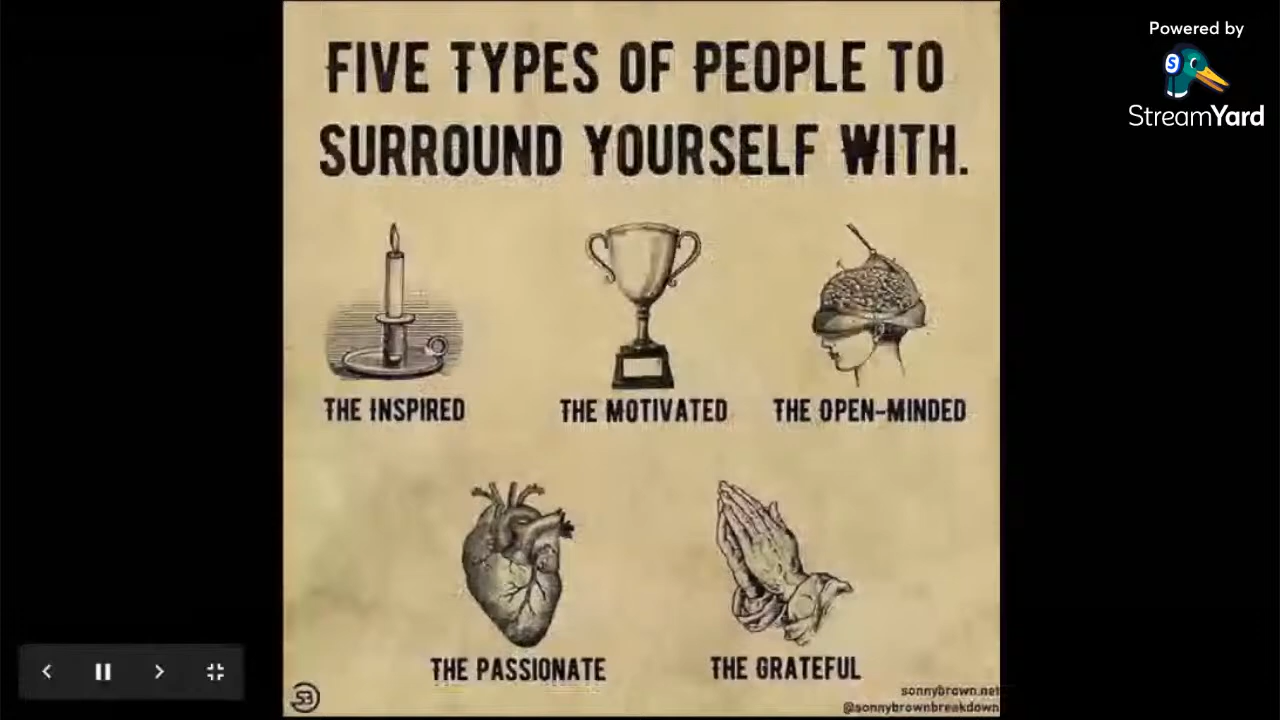 FIVE TYPES OF PEOPLE TO
SURROUND YOURSELF WITH.
THE INSPIRED
THE MOTIVATED
THE OPEN-MINDED
THE PASSIONATE
THE GRATEFUL
SB
sonnybrown.net
@sonnybrownbreakdown
Powered by
S
StreamYard